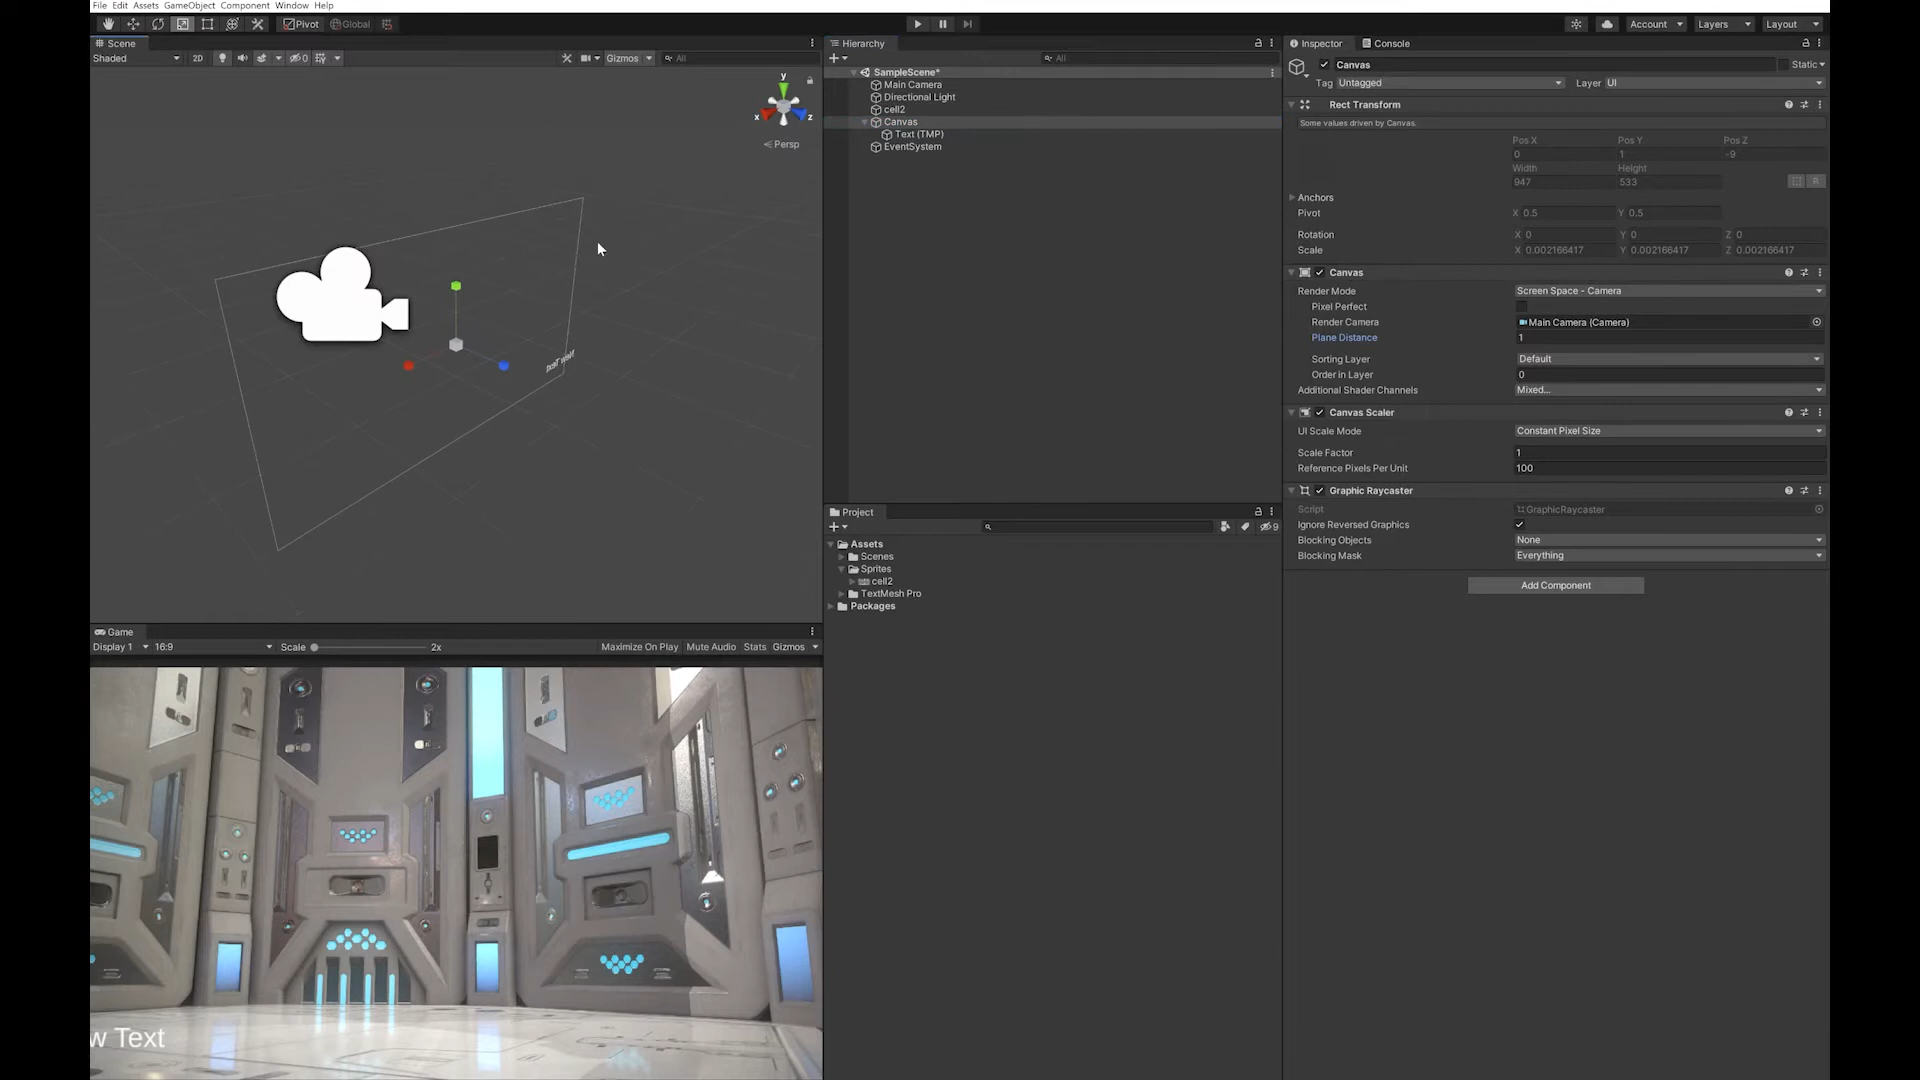 File Edit Assets GameObject Component Window Help
Pivot Global
Account Layers Layout
Scene
Shaded 2D 0 Gizmos All
y
x z
Persp
Hierarchy
All
SampleScene*
Main Camera
Directional Light
cell2
Canvas
Text (TMP)
EventSystem
New Text
Game
Display 1 16:9 Scale 2x Maximize On Play Mute Audio Stats Gizmos
w Text
Project
9
Assets
Scenes
Sprites
cell2
TextMesh Pro
Packages
Inspector Console
Canvas Static
Tag Untagged Layer UI
Rect Transform
Some values driven by Canvas.
Pos X Pos Y Pos Z
0 1 -9
Width Height
947 533
R
Anchors
Pivot X 0.5 Y 0.5
Rotation X 0 Y 0 Z 0
Scale X 0.002166417 Y 0.002166417 Z 0.002166417
Canvas
Render Mode Screen Space - Camera
Pixel Perfect
Render Camera Main Camera (Camera)
Plane Distance 1
Sorting Layer Default
Order in Layer 0
Additional Shader Channels Mixed...
Canvas Scaler
UI Scale Mode Constant Pixel Size
Scale Factor 1
Reference Pixels Per Unit 100
Graphic Raycaster
Script GraphicRaycaster
Ignore Reversed Graphics
Blocking Objects None
Blocking Mask Everything
Add Component